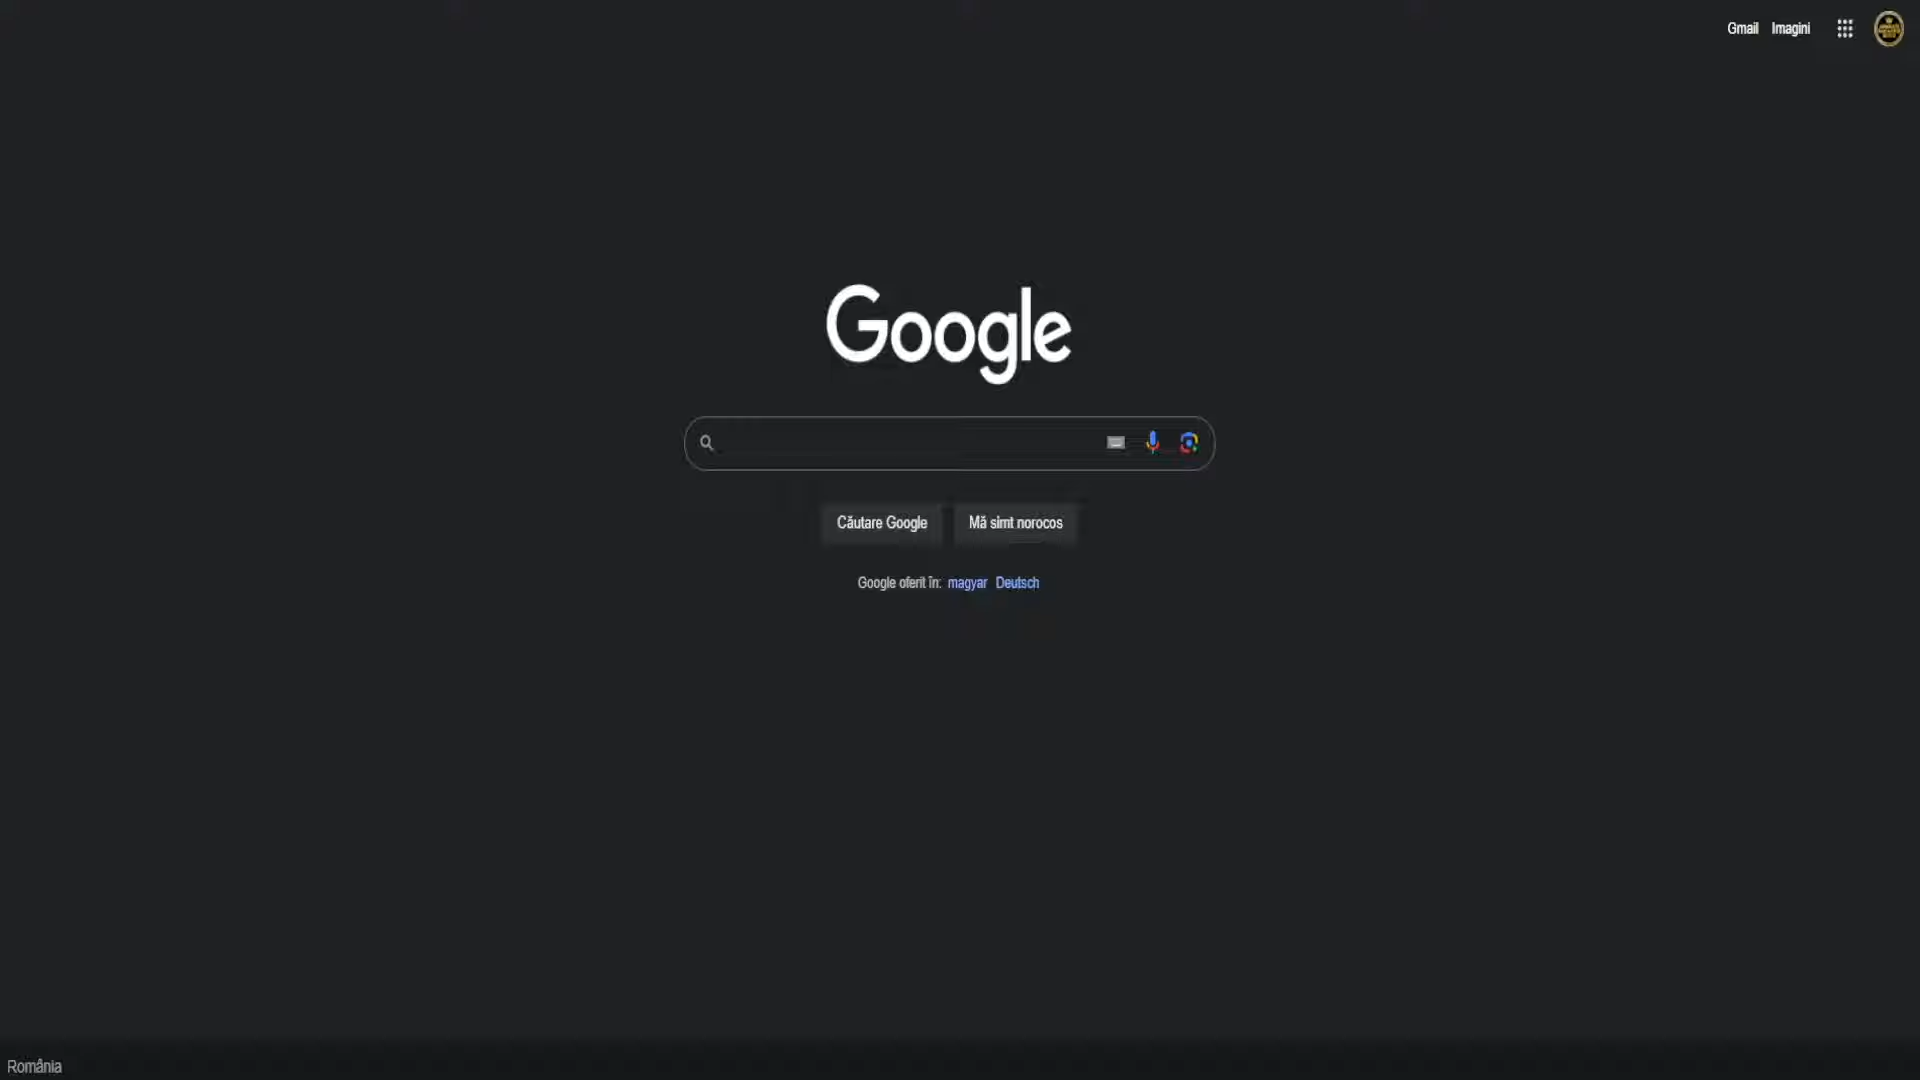 Gmail Imagini
Google
Căutare Google Mă simt norocos
Google oferit în: magyar Deutsch
România